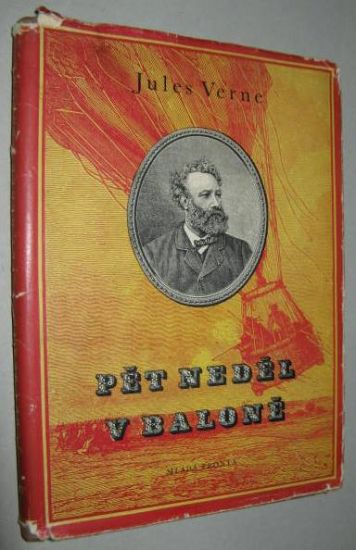 Jules Verne
PĚT NEDĚL
V BALONĚ
MLADÁ FRONTA